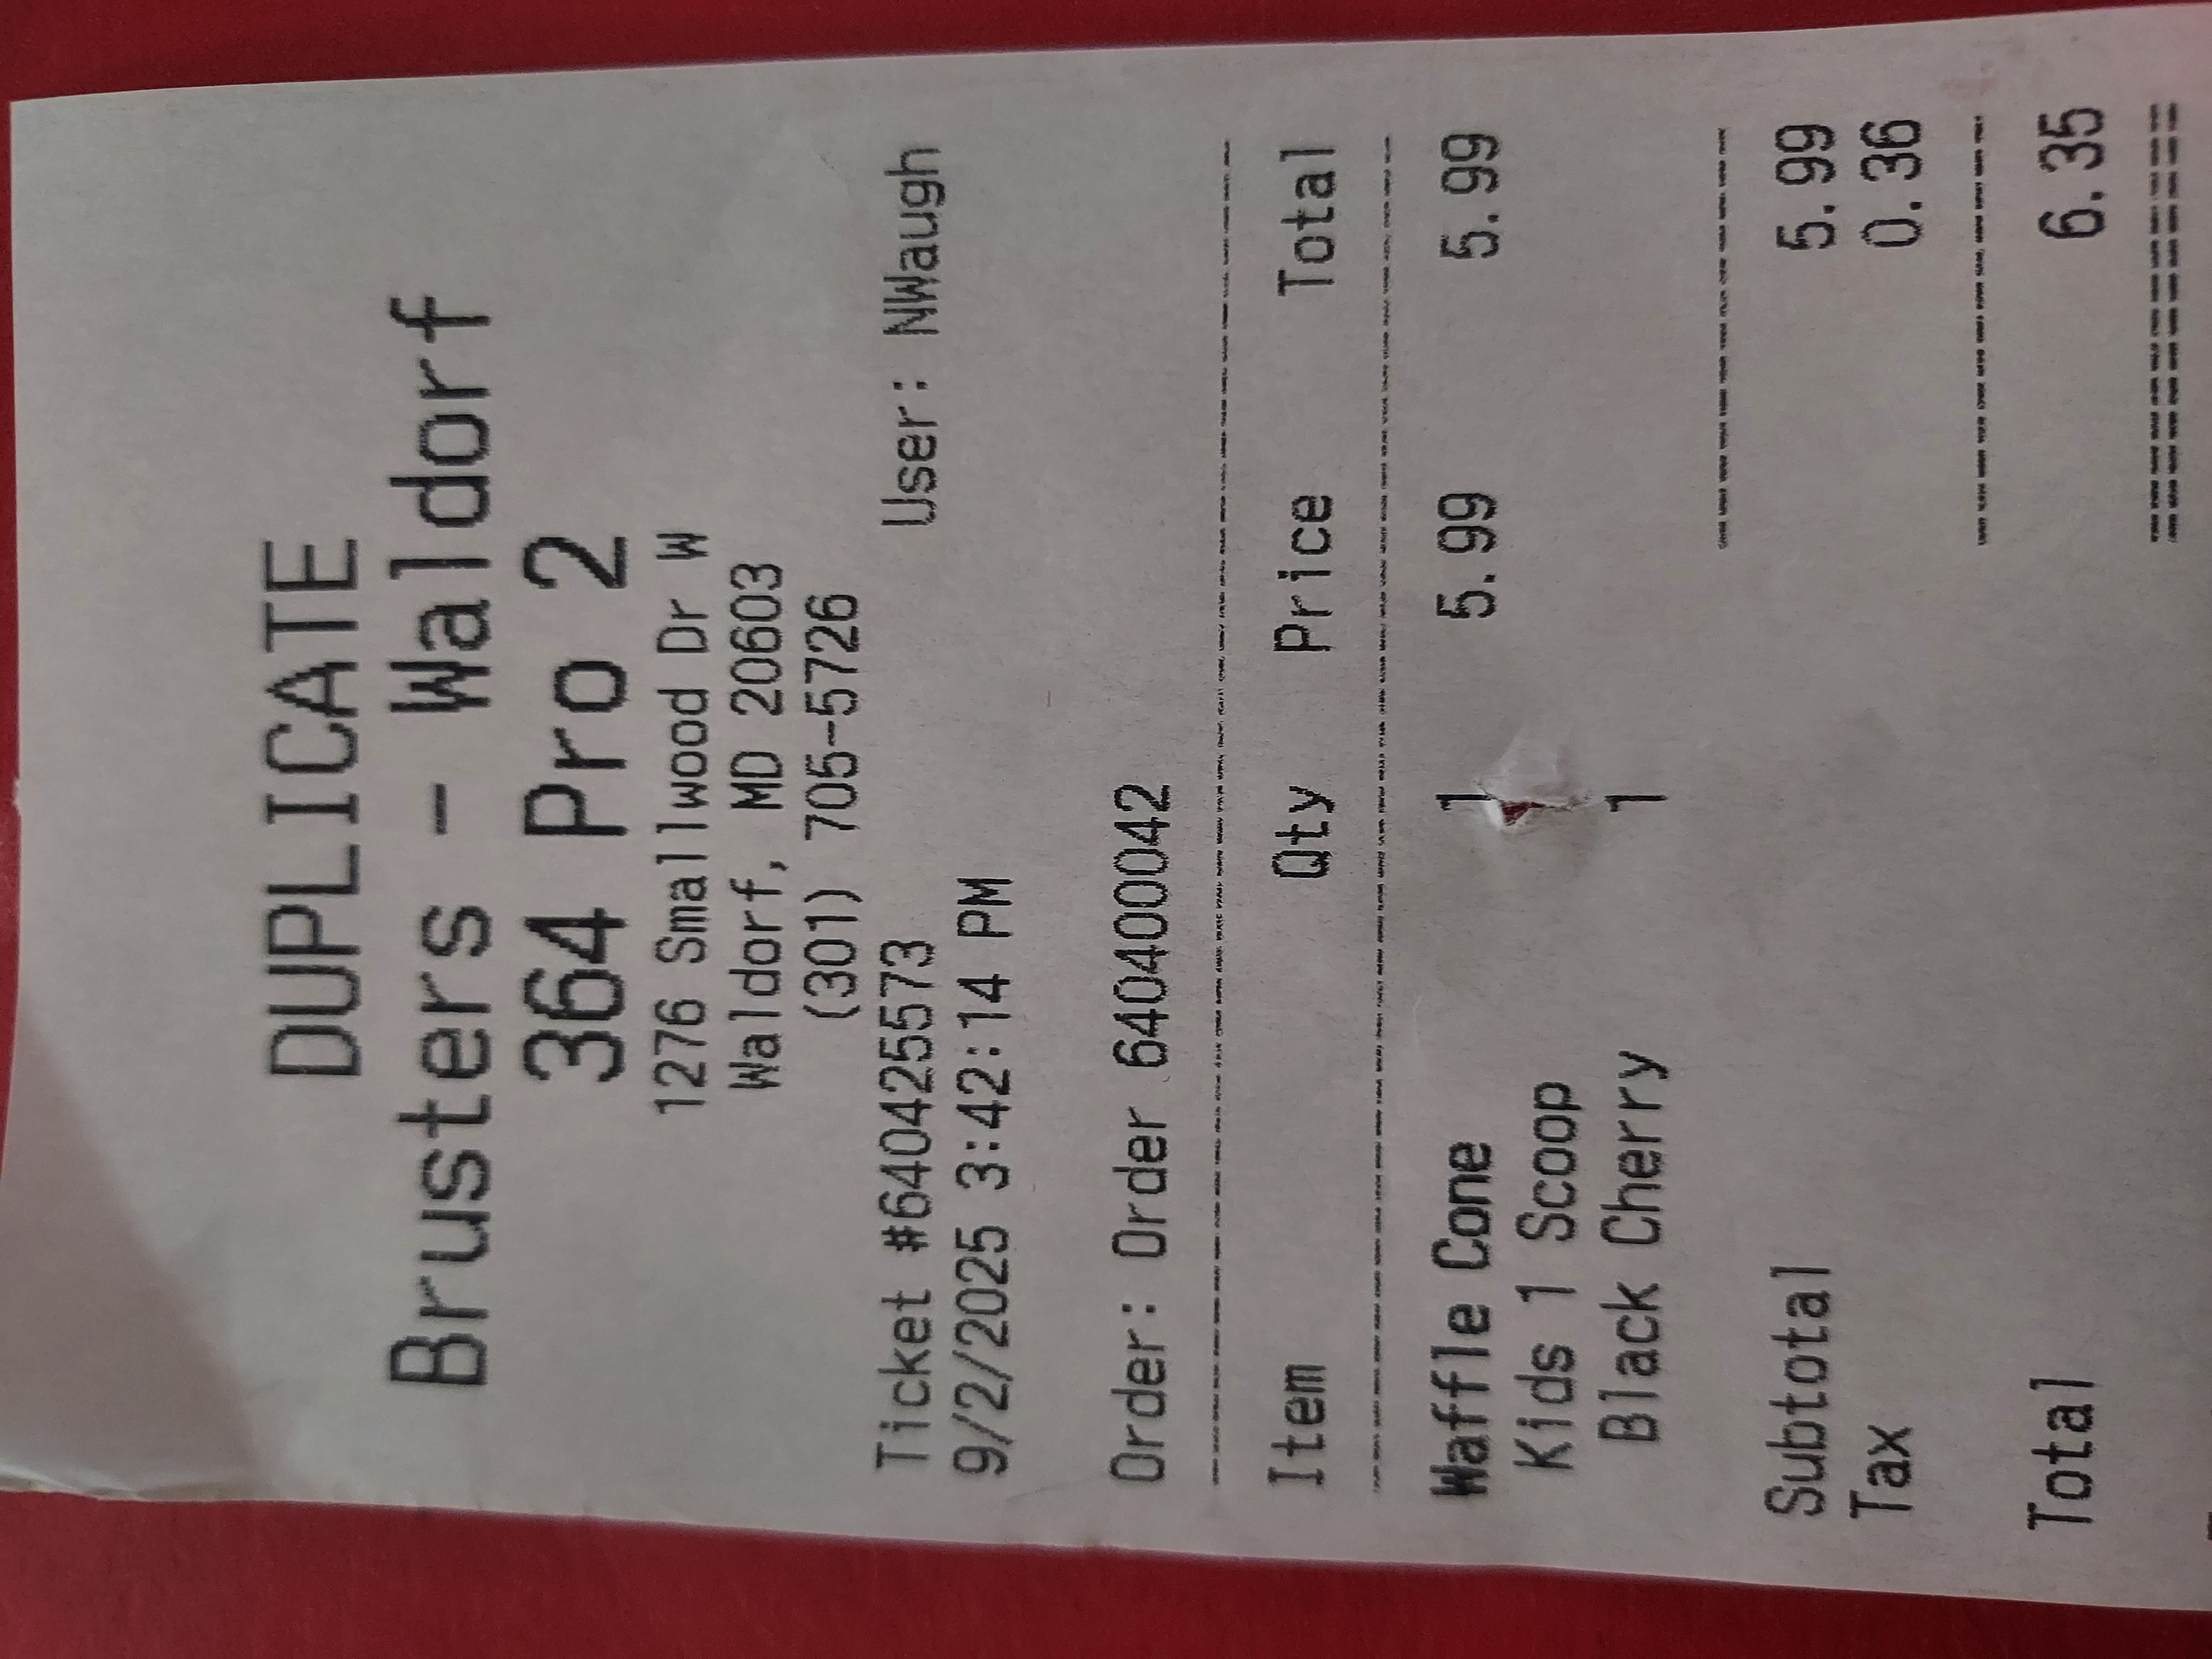 DUPLICATE
Brusters - Waldorf
364 Pro 2
1276 Smallwood Dr W
Waldorf, MD 20603
(301) 705-5726
Ticket #640425573 User: NWaugh
9/2/2025 3:42:14 PM
Order: Order 640400042
Item Qty Price Total
Waffle Cone 1 5.99 5.99
Kids 1 Scoop
Black Cherry 1
Subtotal 5.99
Tax 0.36
Total 6.35